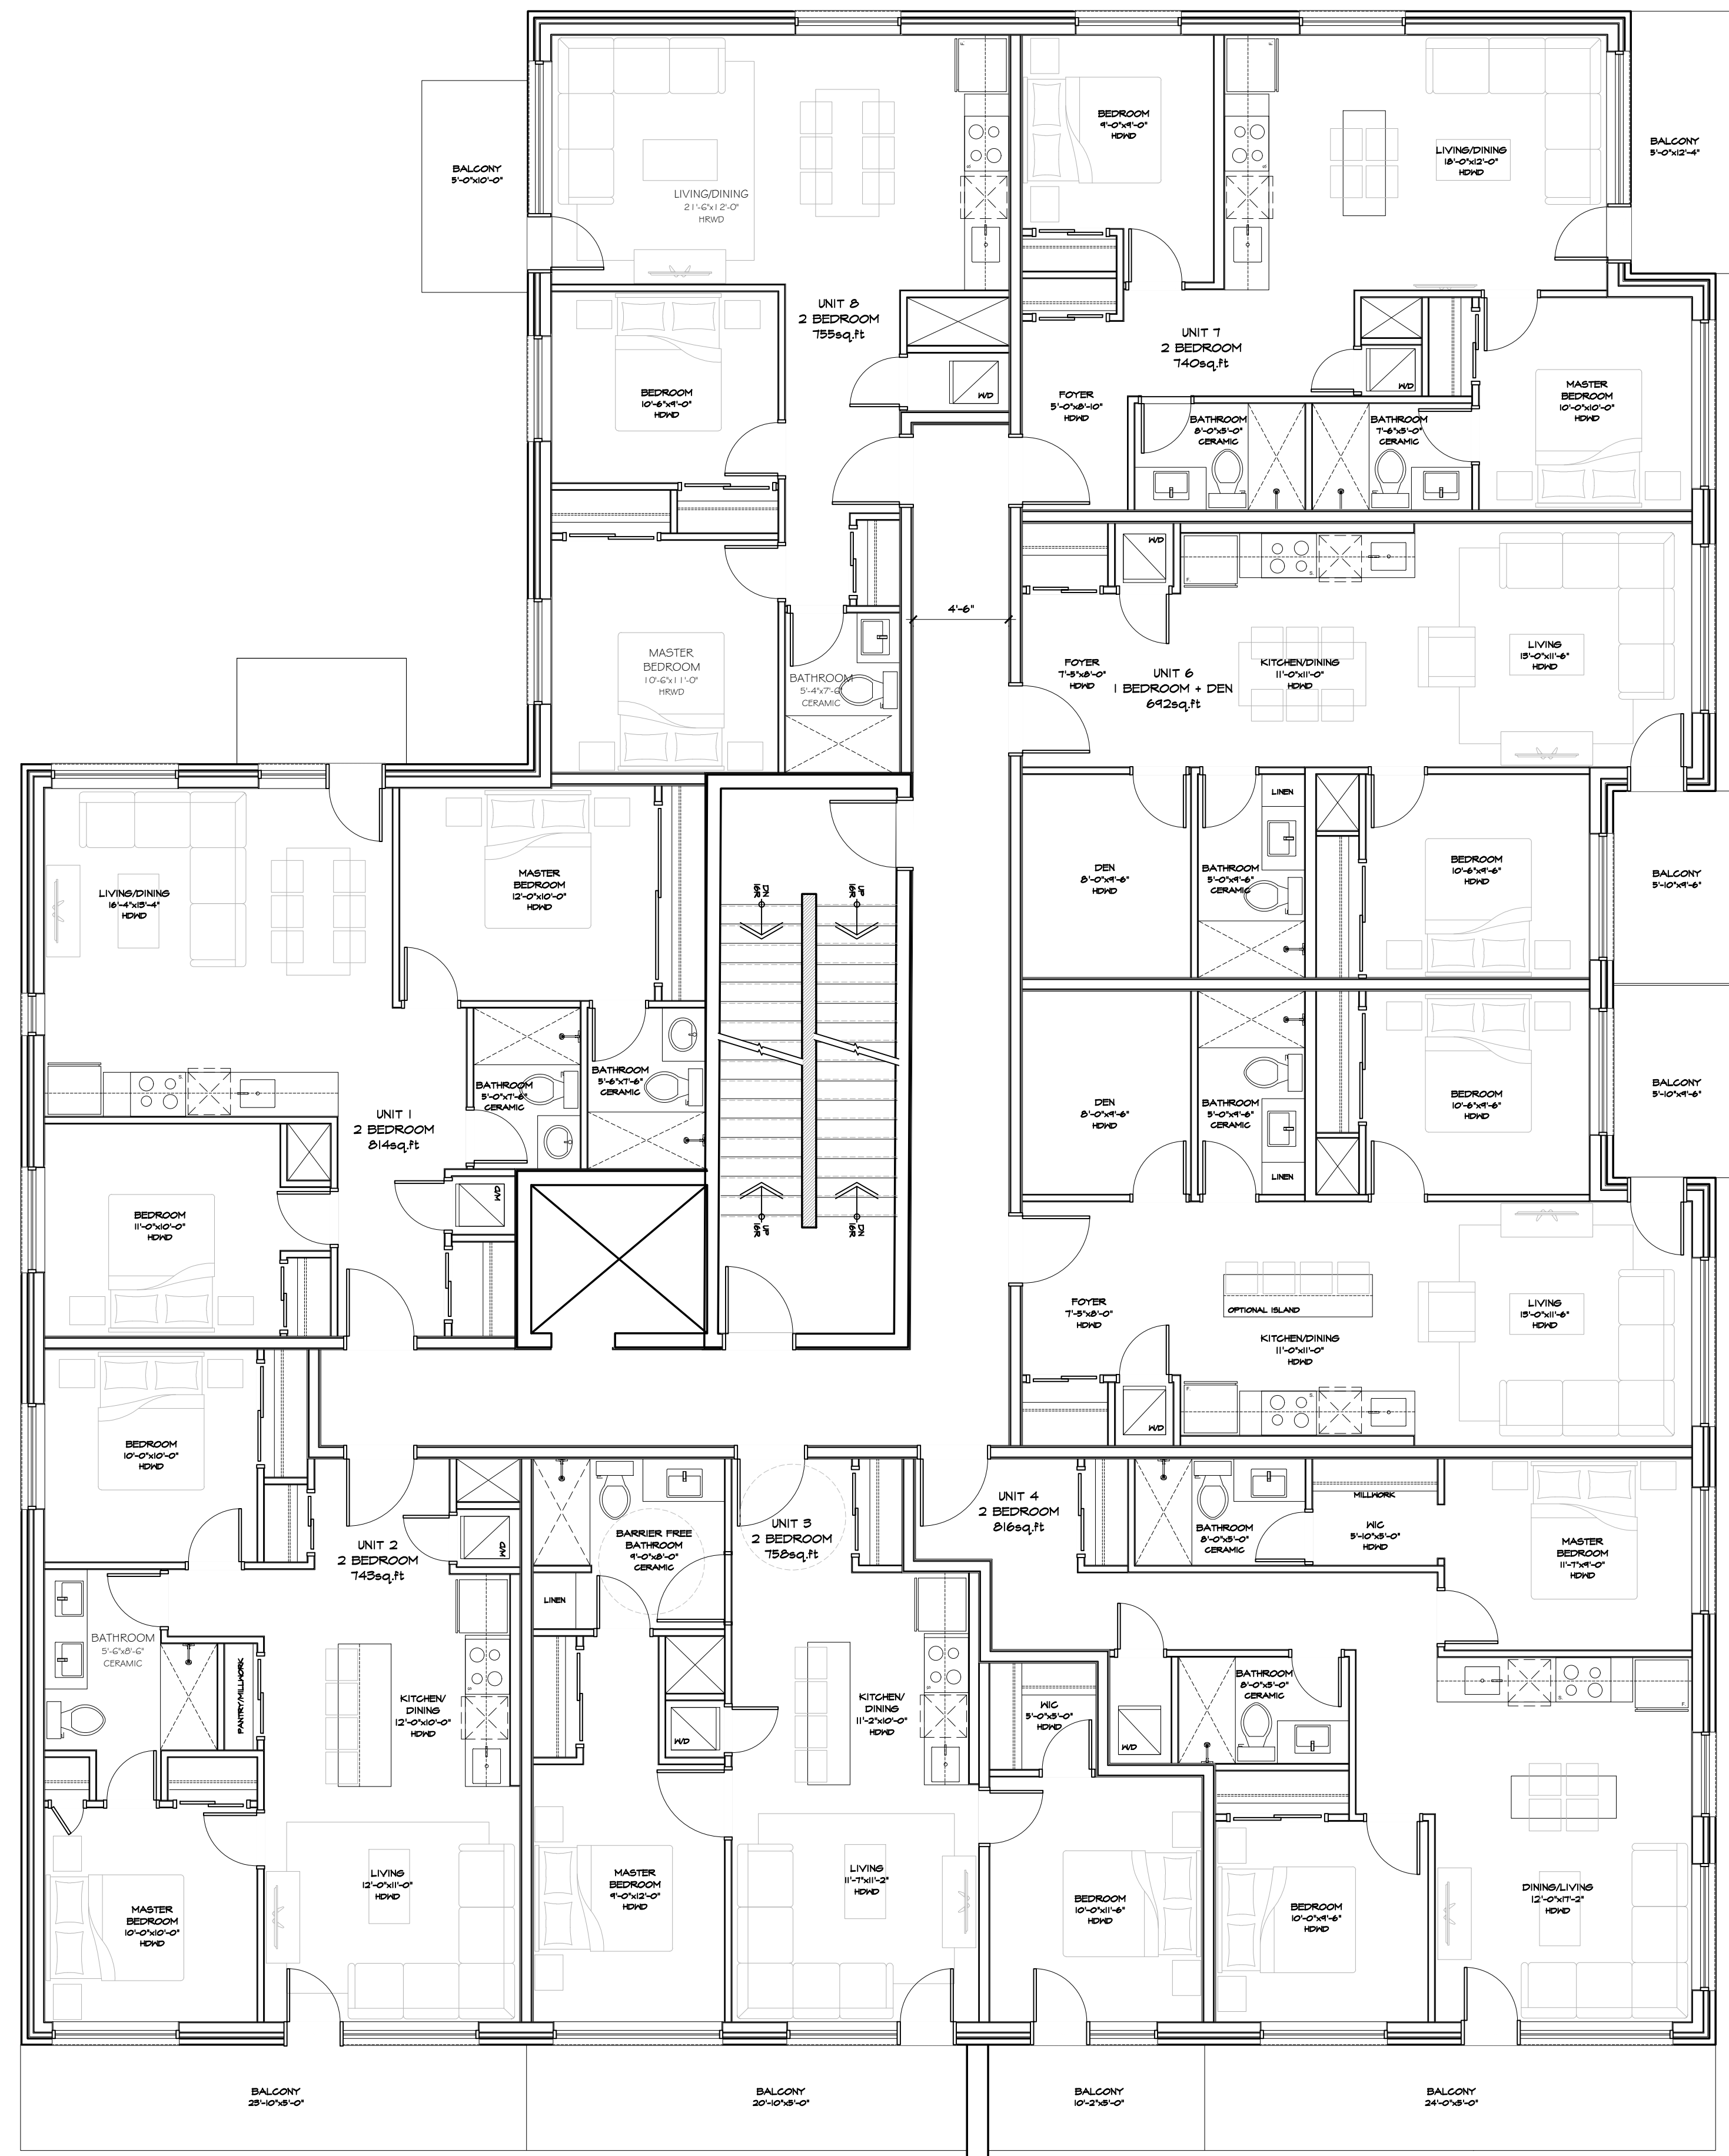 BALCONY
5'-0"x10'-0"
LIVING/DINING
21'-6"x12'-0"
HRWD
F.
S.
UNIT 8
2 BEDROOM
755sq.ft
W/D
BEDROOM
10'-6"x9'-0"
HDWD
MASTER
BEDROOM
10'-6"x11'-0"
HRWD
BATHROOM
5'-4"x7'-6"
CERAMIC
BEDROOM
9'-0"x9'-0"
HDWD
F.
S.
LIVING/DINING
18'-0"x12'-0"
HDWD
BALCONY
5'-0"x12'-4"
UNIT 7
2 BEDROOM
740sq.ft
FOYER
5'-0"x8'-10"
HDWD
W/D
BATHROOM
8'-0"x5'-0"
CERAMIC
BATHROOM
7'-8"x5'-0"
CERAMIC
MASTER
BEDROOM
10'-0"x10'-0"
HDWD
4'-6"
W/D
F.
S.
FOYER
7'-5"x8'-0"
HDWD
UNIT 6
1 BEDROOM + DEN
692sq.ft
KITCHEN/DINING
11'-0"x11'-0"
HDWD
LIVING
13'-0"x11'-6"
HDWD
DEN
8'-0"x9'-6"
HDWD
LINEN
BATHROOM
5'-0"x9'-6"
CERAMIC
BEDROOM
10'-6"x9'-6"
HDWD
BALCONY
5'-10"x9'-6"
DEN
8'-0"x9'-6"
HDWD
BATHROOM
5'-0"x9'-6"
CERAMIC
LINEN
BEDROOM
10'-6"x9'-6"
HDWD
BALCONY
5'-10"x9'-6"
FOYER
7'-5"x8'-0"
HDWD
OPTIONAL ISLAND
KITCHEN/DINING
11'-0"x11'-0"
HDWD
LIVING
13'-0"x11'-6"
HDWD
W/D
F.
S.
LIVING/DINING
16'-4"x13'-4"
HDWD
MASTER
BEDROOM
12'-0"x10'-0"
HDWD
S.
UNIT 1
2 BEDROOM
814sq.ft
BATHROOM
5'-0"x7'-6"
CERAMIC
BATHROOM
5'-6"x7'-6"
CERAMIC
W/D
BEDROOM
11'-0"x10'-0"
HDWD
DN
16R
UP
16R
UP
16R
DN
16R
BEDROOM
10'-0"x10'-0"
HDWD
UNIT 2
2 BEDROOM
743sq.ft
W/D
BATHROOM
5'-6"x8'-6"
CERAMIC
PANTRY/MILLWORK
S.
KITCHEN/
DINING
12'-0"x10'-0"
HDWD
LIVING
12'-0"x11'-0"
HDWD
MASTER
BEDROOM
10'-0"x10'-0"
HDWD
BARRIER FREE
BATHROOM
9'-0"x8'-0"
CERAMIC
LINEN
UNIT 3
2 BEDROOM
758sq.ft
W/D
S.
KITCHEN/
DINING
11'-2"x10'-0"
HDWD
MASTER
BEDROOM
9'-0"x12'-0"
HDWD
LIVING
11'-7"x11'-2"
HDWD
WIC
5'-0"x5'-0"
HDWD
BEDROOM
10'-0"x11'-6"
HDWD
UNIT 4
2 BEDROOM
816sq.ft
BATHROOM
8'-0"x5'-0"
CERAMIC
MILLWORK
WIC
5'-10"x5'-0"
HDWD
MASTER
BEDROOM
11'-7"x9'-0"
HDWD
W/D
BATHROOM
8'-0"x5'-0"
CERAMIC
S.
F.
BEDROOM
10'-0"x9'-6"
HDWD
DINING/LIVING
12'-0"x17'-2"
HDWD
BALCONY
23'-10"x5'-0"
BALCONY
20'-10"x5'-0"
BALCONY
10'-2"x5'-0"
BALCONY
24'-0"x5'-0"